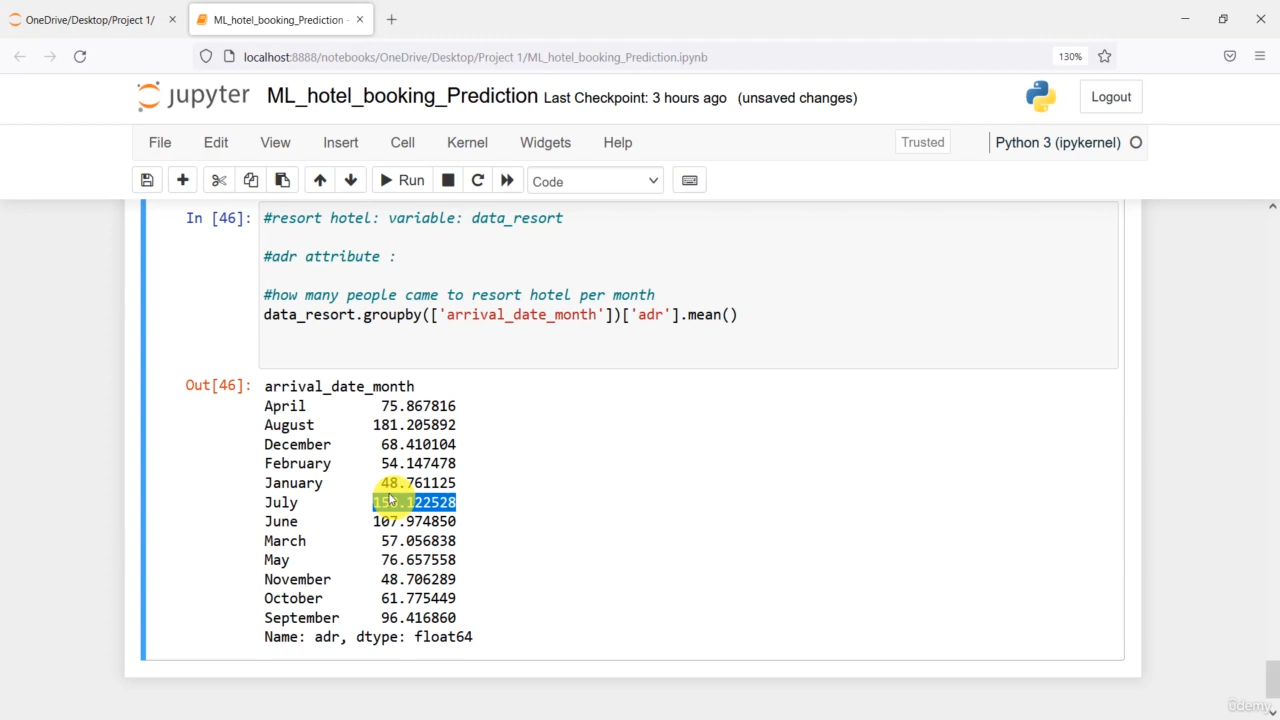 OneDrive/Desktop/Project 1/
ML_hotel_booking_Prediction -
localhost:8888/notebooks/OneDrive/Desktop/Project 1/ML_hotel_booking_Prediction.ipynb
130%
jupyter ML_hotel_booking_Prediction Last Checkpoint: 3 hours ago (unsaved changes)
Logout
File Edit View Insert Cell Kernel Widgets Help
Trusted
Python 3 (ipykernel)
Run
Code
In [46]: #resort hotel: variable: data_resort
#adr attribute :
#how many people came to resort hotel per month
data_resort.groupby(['arrival_date_month'])['adr'].mean()
Out[46]: arrival_date_month
April 75.867816
August 181.205892
December 68.410104
February 54.147478
January 48.761125
July 150.122528
June 107.974850
March 57.056838
May 76.657558
November 48.706289
October 61.775449
September 96.416860
Name: adr, dtype: float64
ûdemy